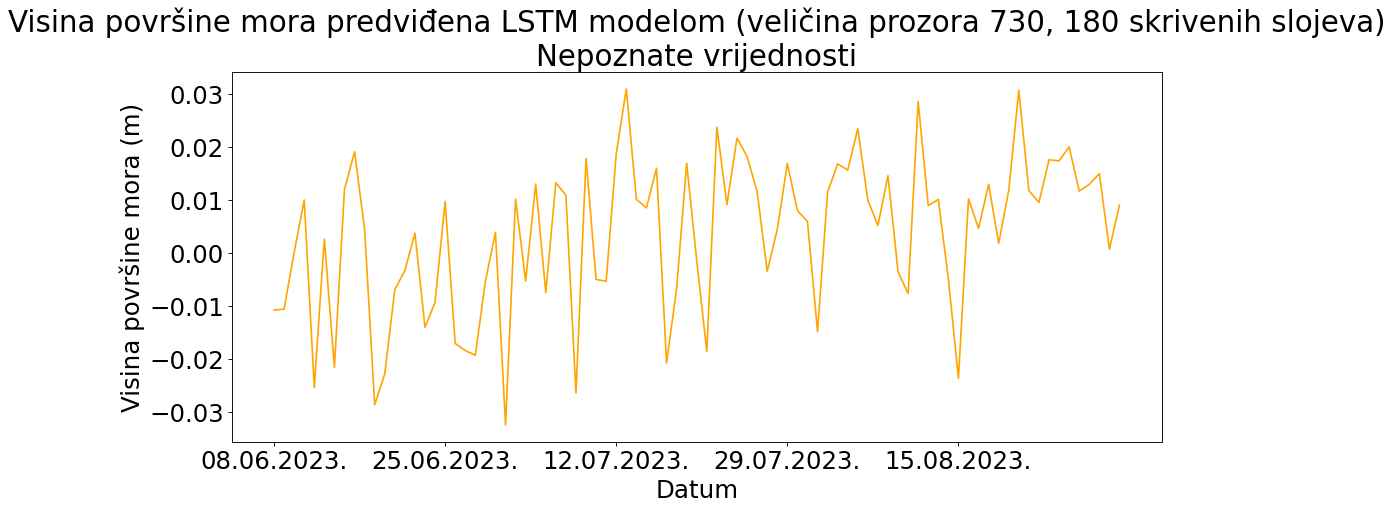 Visina površine mora predviđena LSTM modelom (veličina prozora 730, 180 skrivenih slojeva)
Nepoznate vrijednosti
Visina površine mora (m)
0.03
0.02
0.01
0.00
−0.01
−0.02
−0.03
08.06.2023. 25.06.2023. 12.07.2023. 29.07.2023. 15.08.2023.
Datum